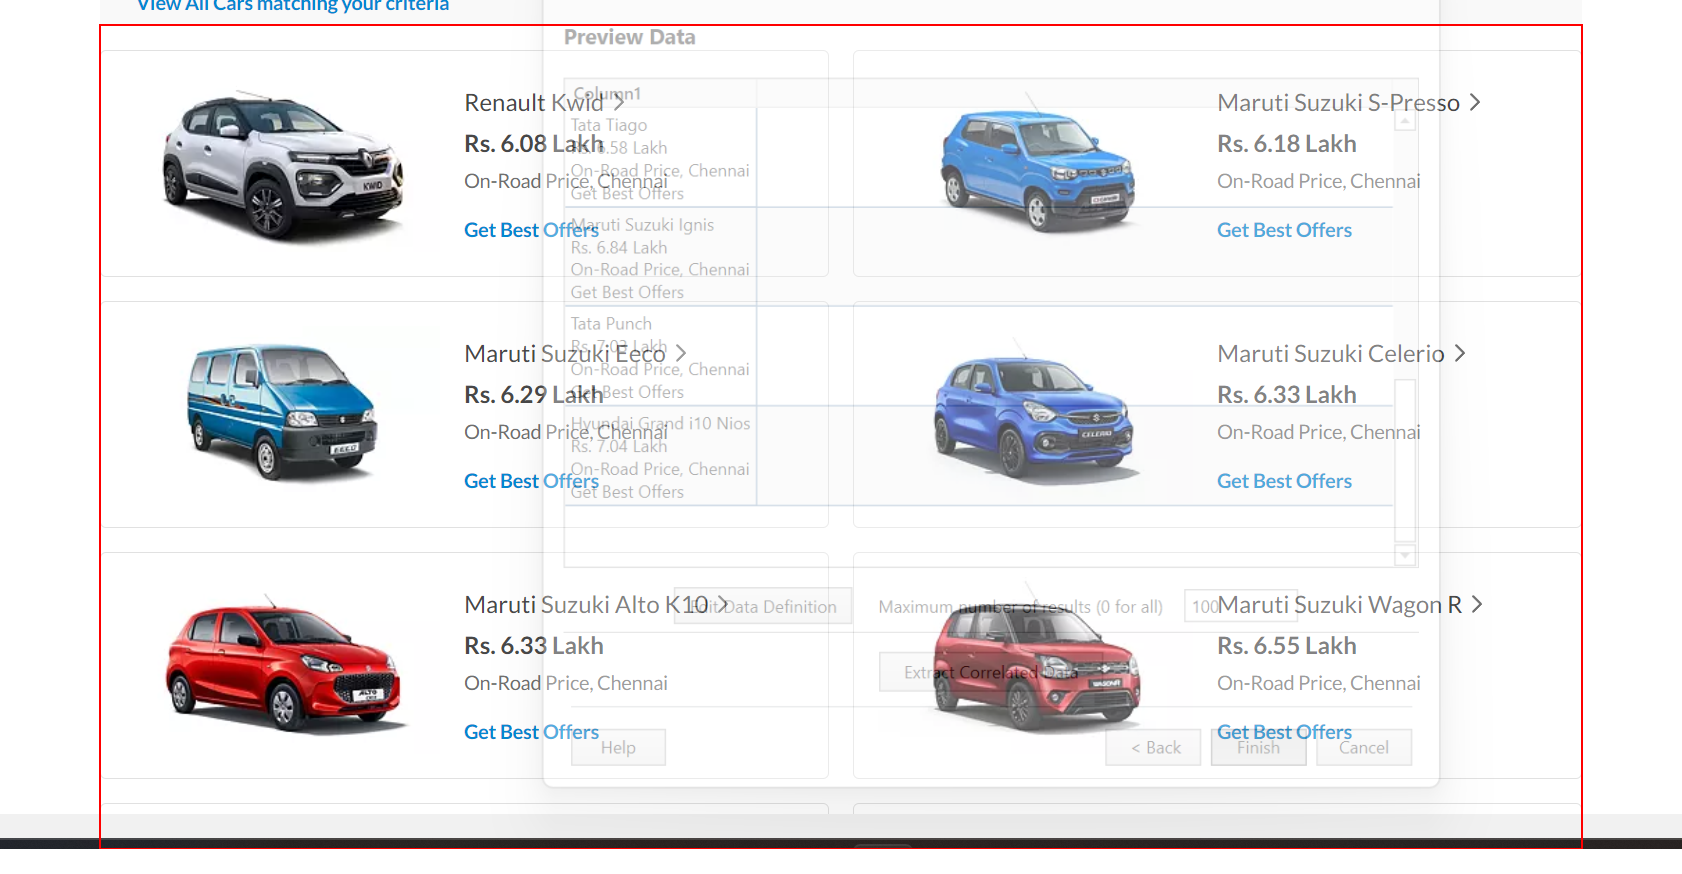 View All Cars matching your criteria
Preview Data
Column1
Tata Tiago
Rs. 6.58 Lakh
On-Road Price, Chennai
Get Best Offers
Maruti Suzuki Ignis
Rs. 6.84 Lakh
On-Road Price, Chennai
Get Best Offers
Tata Punch
Rs. 7.03 Lakh
On-Road Price, Chennai
Get Best Offers
Hyundai Grand i10 Nios
Rs. 7.04 Lakh
On-Road Price, Chennai
Get Best Offers
Edit Data Definition
Maximum number of results (0 for all)
100
Extract Correlated Data
Help
< Back
Finish
Cancel
Renault Kwid >
Rs. 6.08 Lakh
On-Road Price, Chennai
Get Best Offers
KWID
Maruti Suzuki S-Presso >
Rs. 6.18 Lakh
On-Road Price, Chennai
Get Best Offers
Maruti Suzuki Eeco >
Rs. 6.29 Lakh
On-Road Price, Chennai
Get Best Offers
EECO
Maruti Suzuki Celerio >
Rs. 6.33 Lakh
On-Road Price, Chennai
Get Best Offers
CELERIO
Maruti Suzuki Alto K10 >
Rs. 6.33 Lakh
On-Road Price, Chennai
Get Best Offers
ALTO
Maruti Suzuki Wagon R >
Rs. 6.55 Lakh
On-Road Price, Chennai
Get Best Offers
WAGONR